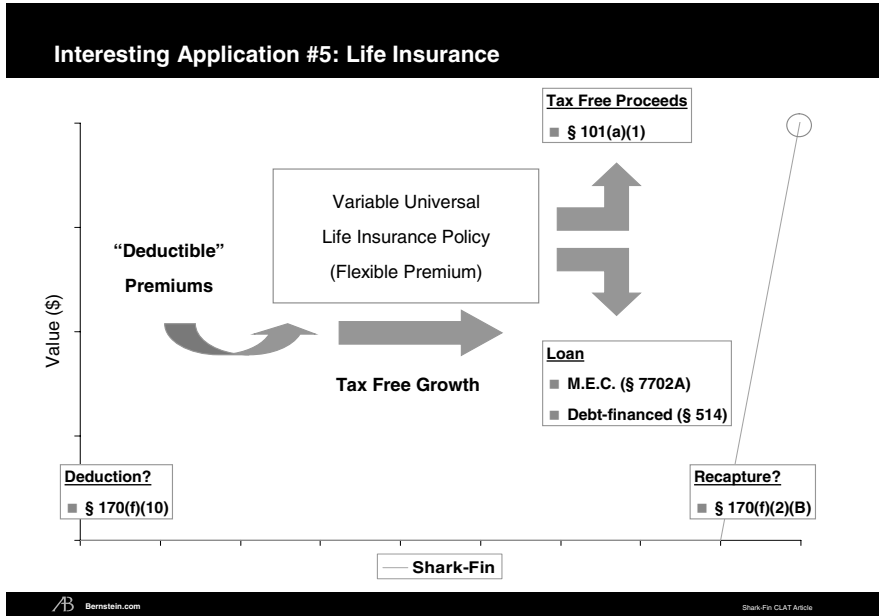 Interesting Application #5: Life Insurance
Tax Free Proceeds
■ § 101(a)(1)
Variable Universal
Life Insurance Policy
(Flexible Premium)
“Deductible”
Premiums
Value ($)
Tax Free Growth
Loan
■ M.E.C. (§ 7702A)
■ Debt-financed (§ 514)
Deduction?
■ § 170(f)(10)
Recapture?
■ § 170(f)(2)(B)
Shark-Fin
AB Bernstein.com
Shark-Fin CLAT Article